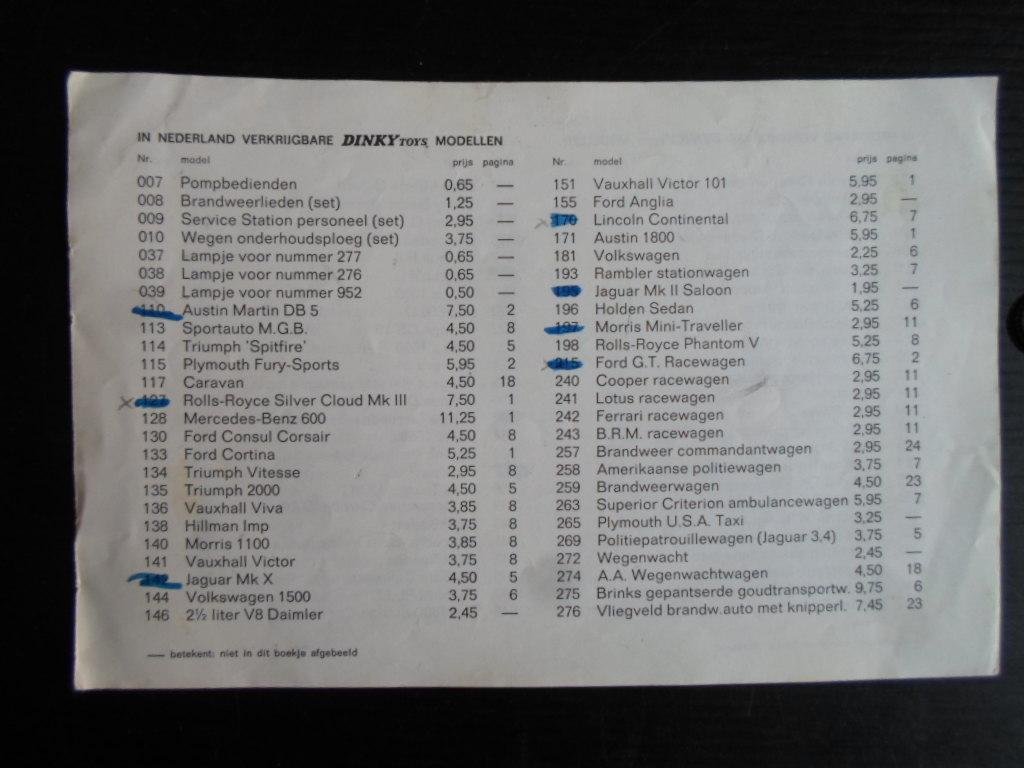 IN NEDERLAND VERKRIJGBARE DINKY TOYS MODELLEN
Nr. model prijs pagina
007 Pompbedienden 0,65 —
008 Brandweerlieden (set) 1,25 —
009 Service Station personeel (set) 2,95 —
010 Wegen onderhoudsploeg (set) 3,75 —
037 Lampje voor nummer 277 0,65 —
038 Lampje voor nummer 276 0,65 —
039 Lampje voor nummer 952 0,50 —
110 Austin Martin DB 5 7,50 2
113 Sportauto M.G.B. 4,50 8
114 Triumph 'Spitfire' 4,50 5
115 Plymouth Fury-Sports 5,95 2
117 Caravan 4,50 18
127 Rolls-Royce Silver Cloud Mk III 7,50 1
128 Mercedes-Benz 600 11,25 1
130 Ford Consul Corsair 4,50 8
133 Ford Cortina 5,25 1
134 Triumph Vitesse 2,95 8
135 Triumph 2000 4,50 5
136 Vauxhall Viva 3,85 8
138 Hillman Imp 3,75 8
140 Morris 1100 3,85 8
141 Vauxhall Victor 3,75 8
142 Jaguar Mk X 4,50 5
144 Volkswagen 1500 3,75 6
146 2½ liter V8 Daimler 2,45 —
— betekent: niet in dit boekje afgebeeld
Nr. model prijs pagina
151 Vauxhall Victor 101 5,95 1
155 Ford Anglia 2,95 —
170 Lincoln Continental 6,75 7
171 Austin 1800 5,95 1
181 Volkswagen 2,25 6
193 Rambler stationwagen 3,25 7
195 Jaguar Mk II Saloon 1,95 —
196 Holden Sedan 5,25 6
197 Morris Mini-Traveller 2,95 11
198 Rolls-Royce Phantom V 5,25 8
215 Ford G.T. Racewagen 6,75 2
240 Cooper racewagen 2,95 11
241 Lotus racewagen 2,95 11
242 Ferrari racewagen 2,95 11
243 B.R.M. racewagen 2,95 11
257 Brandweer commandantwagen 2,95 24
258 Amerikaanse politiewagen 3,75 7
259 Brandweerwagen 4,50 23
263 Superior Criterion ambulancewagen 5,95 7
265 Plymouth U.S.A. Taxi 3,25 —
269 Politiepatrouillewagen (Jaguar 3,4) 3,75 5
272 Wegenwacht 2,45 —
274 A.A. Wegenwachtwagen 4,50 18
275 Brinks gepantserde goudtransportw. 9,75 6
276 Vliegveld brandw.auto met knipperl. 7,45 23